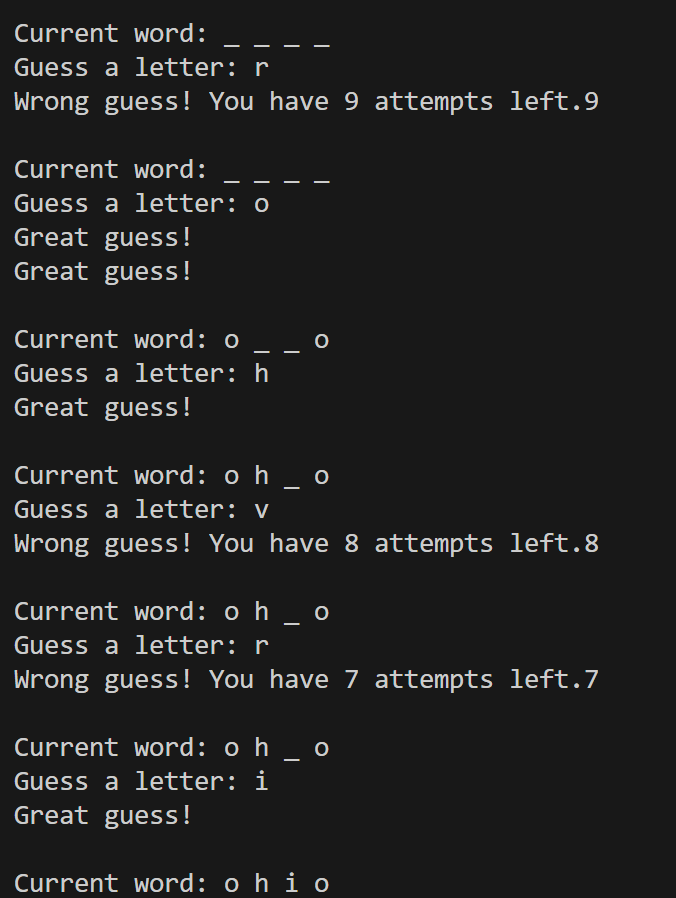 Current word: _ _ _ _
Guess a letter: r
Wrong guess! You have 9 attempts left.9
Current word: _ _ _ _
Guess a letter: o
Great guess!
Great guess!
Current word: o _ _ o
Guess a letter: h
Great guess!
Current word: o h _ o
Guess a letter: v
Wrong guess! You have 8 attempts left.8
Current word: o h _ o
Guess a letter: r
Wrong guess! You have 7 attempts left.7
Current word: o h _ o
Guess a letter: i
Great guess!
Current word: o h i o